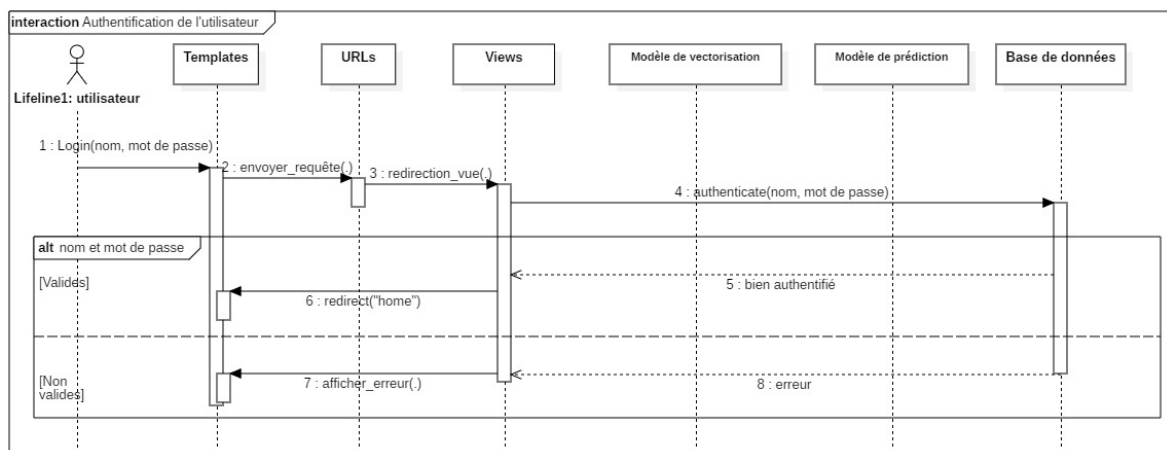 interaction Authentification de l'utilisateur
Templates
URLs
Views
Modèle de vectorisation
Modèle de prédiction
Base de données
Lifeline1: utilisateur
1 : Login(nom, mot de passe)
2 : envoyer_requête(.)
3 : redirection_vue(.)
4 : authenticate(nom, mot de passe)
alt nom et mot de passe
[Valides]
5 : bien authentifié
6 : redirect("home")
[Non
valides]
7 : afficher_erreur(.)
8 : erreur